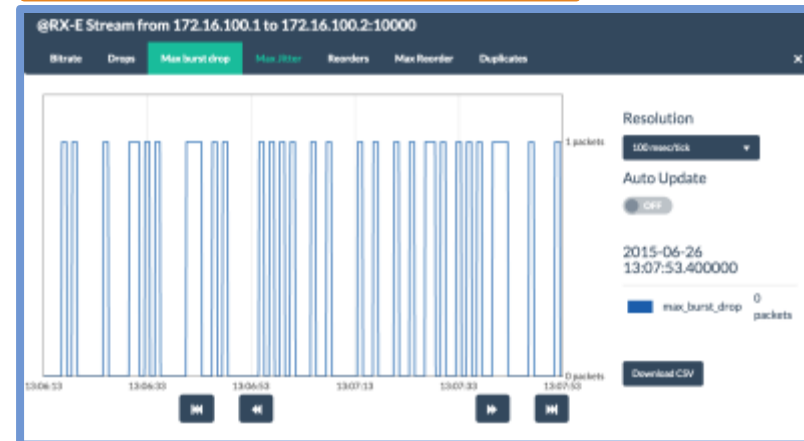 @RX-E Stream from 172.16.100.1 to 172.16.100.2:10000
Bitrate Drops Max burst drop Max Jitter Reorders Max Reorder Duplicates ×
Resolution
1 packets
100 msec/tick
Auto Update
OFF
2015-06-26
13:07:53.400000
max_burst_drop 0 packets
0 packets
Download CSV
13:06:13 13:06:33 13:06:53 13:07:13 13:07:33 13:07:53